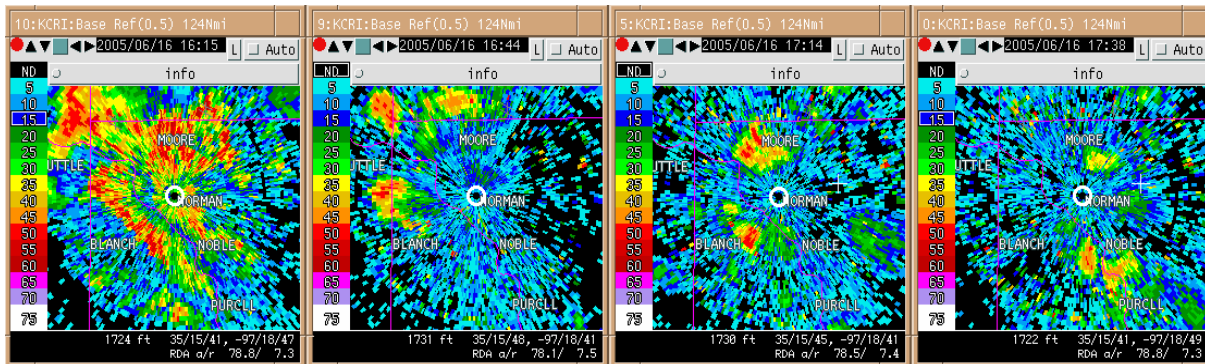 10:KCRI:Base Ref(0.5) 124Nmi
2005/06/16 16:15 L Auto
info
ND
5
10
15
20
25
30
35
40
45
50
55
60
65
70
75
MOORE
UTTLE
NORMAN
BLANCH
NOBLE
PURCLL
1724 ft 35/15/41, -97/18/47
RDA a/r 78.8/ 7.3
9:KCRI:Base Ref(0.5) 124Nmi
2005/06/16 16:44 L Auto
info
ND
5
10
15
20
25
30
35
40
45
50
55
60
65
70
75
MOORE
UTTLE
NORMAN
BLANCH
NOBLE
PURCLL
1731 ft 35/15/48, -97/18/41
RDA a/r 78.1/ 7.5
5:KCRI:Base Ref(0.5) 124Nmi
2005/06/16 17:14 L Auto
info
ND
5
10
15
20
25
30
35
40
45
50
55
60
65
70
75
MOORE
UTTLE
NORMAN
BLANCH
NOBLE
PURCLL
1730 ft 35/15/45, -97/18/41
RDA a/r 78.5/ 7.4
0:KCRI:Base Ref(0.5) 124Nmi
2005/06/16 17:38 L Auto
info
ND
5
10
15
20
25
30
35
40
45
50
55
60
65
70
75
MOORE
UTTLE
NORMAN
BLANCH
NOBLE
PURCLL
1722 ft 35/15/41, -97/18/49
RDA a/r 78.8/ 7.3